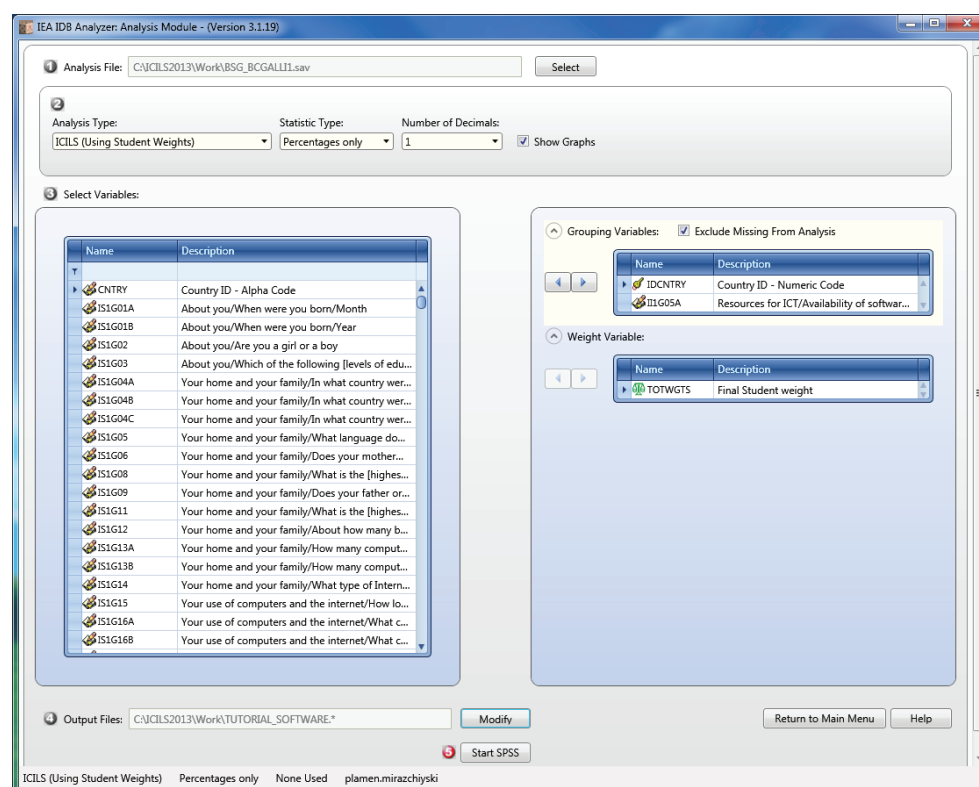 IEA IDB Analyzer: Analysis Module - (Version 3.1.19)
1 Analysis File: C:\ICILS2013\Work\BSG_BCGALLI1.sav Select
2
Analysis Type: Statistic Type: Number of Decimals:
ICILS (Using Student Weights) Percentages only 1 Show Graphs
3 Select Variables:
Name Description
CNTRY Country ID - Alpha Code
IS1G01A About you/When were you born/Month
IS1G01B About you/When were you born/Year
IS1G02 About you/Are you a girl or a boy
IS1G03 About you/Which of the following [levels of edu...
IS1G04A Your home and your family/In what country wer...
IS1G04B Your home and your family/In what country wer...
IS1G04C Your home and your family/In what country wer...
IS1G05 Your home and your family/What language do...
IS1G06 Your home and your family/Does your mother...
IS1G08 Your home and your family/What is the [highes...
IS1G09 Your home and your family/Does your father or...
IS1G11 Your home and your family/What is the [highes...
IS1G12 Your home and your family/About how many b...
IS1G13A Your home and your family/How many comput...
IS1G13B Your home and your family/How many comput...
IS1G14 Your home and your family/What type of Intern...
IS1G15 Your use of computers and the internet/How lo...
IS1G16A Your use of computers and the internet/What c...
IS1G16B Your use of computers and the internet/What c...
Grouping Variables: Exclude Missing From Analysis
Name Description
IDCNTRY Country ID - Numeric Code
II1G05A Resources for ICT/Availability of softwar...
Weight Variable:
Name Description
TOTWGTS Final Student weight
4 Output Files: C:\ICILS2013\Work\TUTORIAL_SOFTWARE.* Modify Return to Main Menu Help
5 Start SPSS
ICILS (Using Student Weights) Percentages only None Used plamen.mirazchiyski